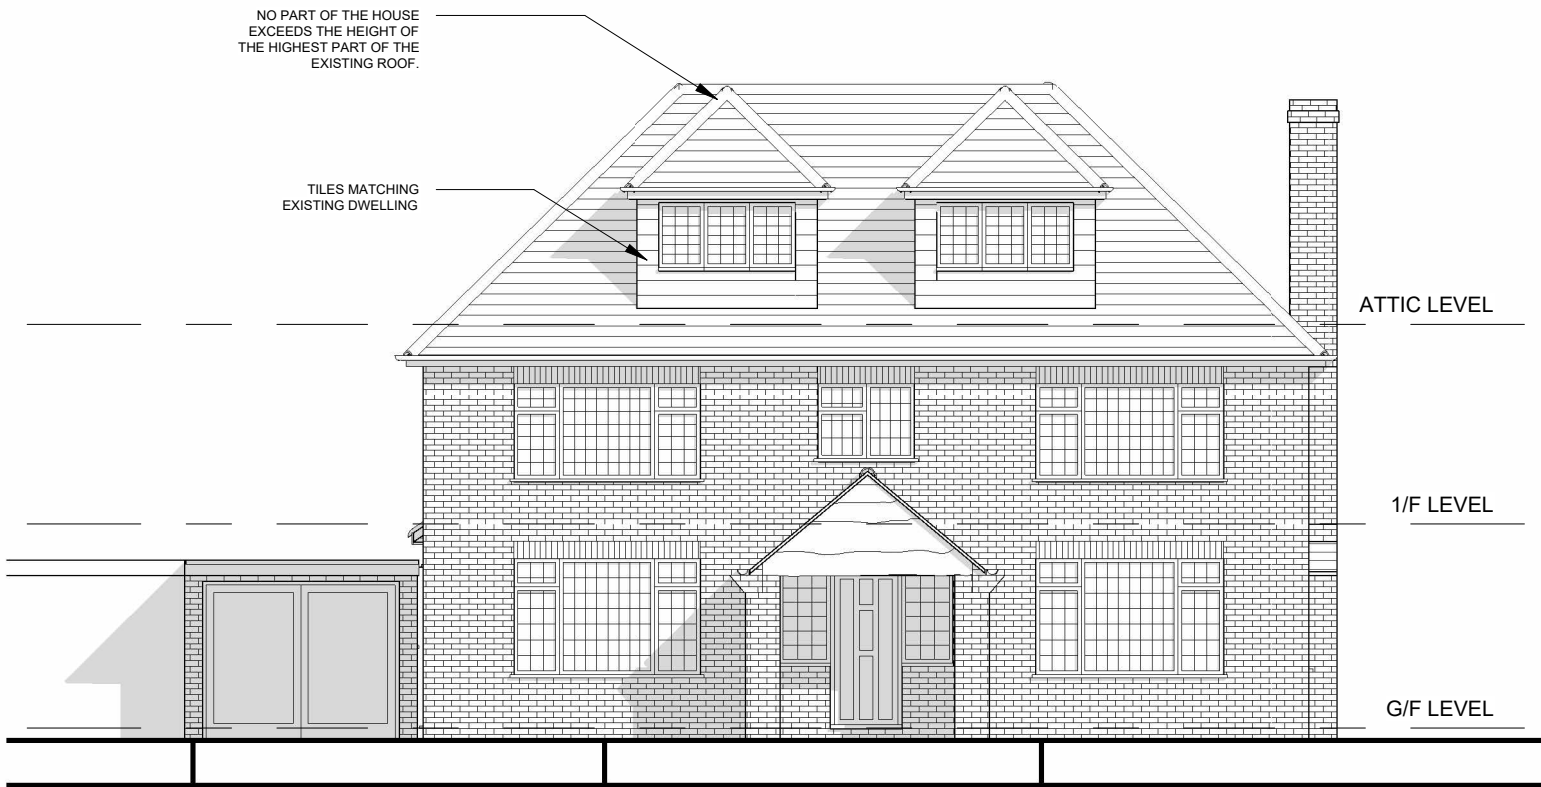 NO PART OF THE HOUSE
EXCEEDS THE HEIGHT OF
THE HIGHEST PART OF THE
EXISTING ROOF.
TILES MATCHING
EXISTING DWELLING
ATTIC LEVEL
1/F LEVEL
G/F LEVEL